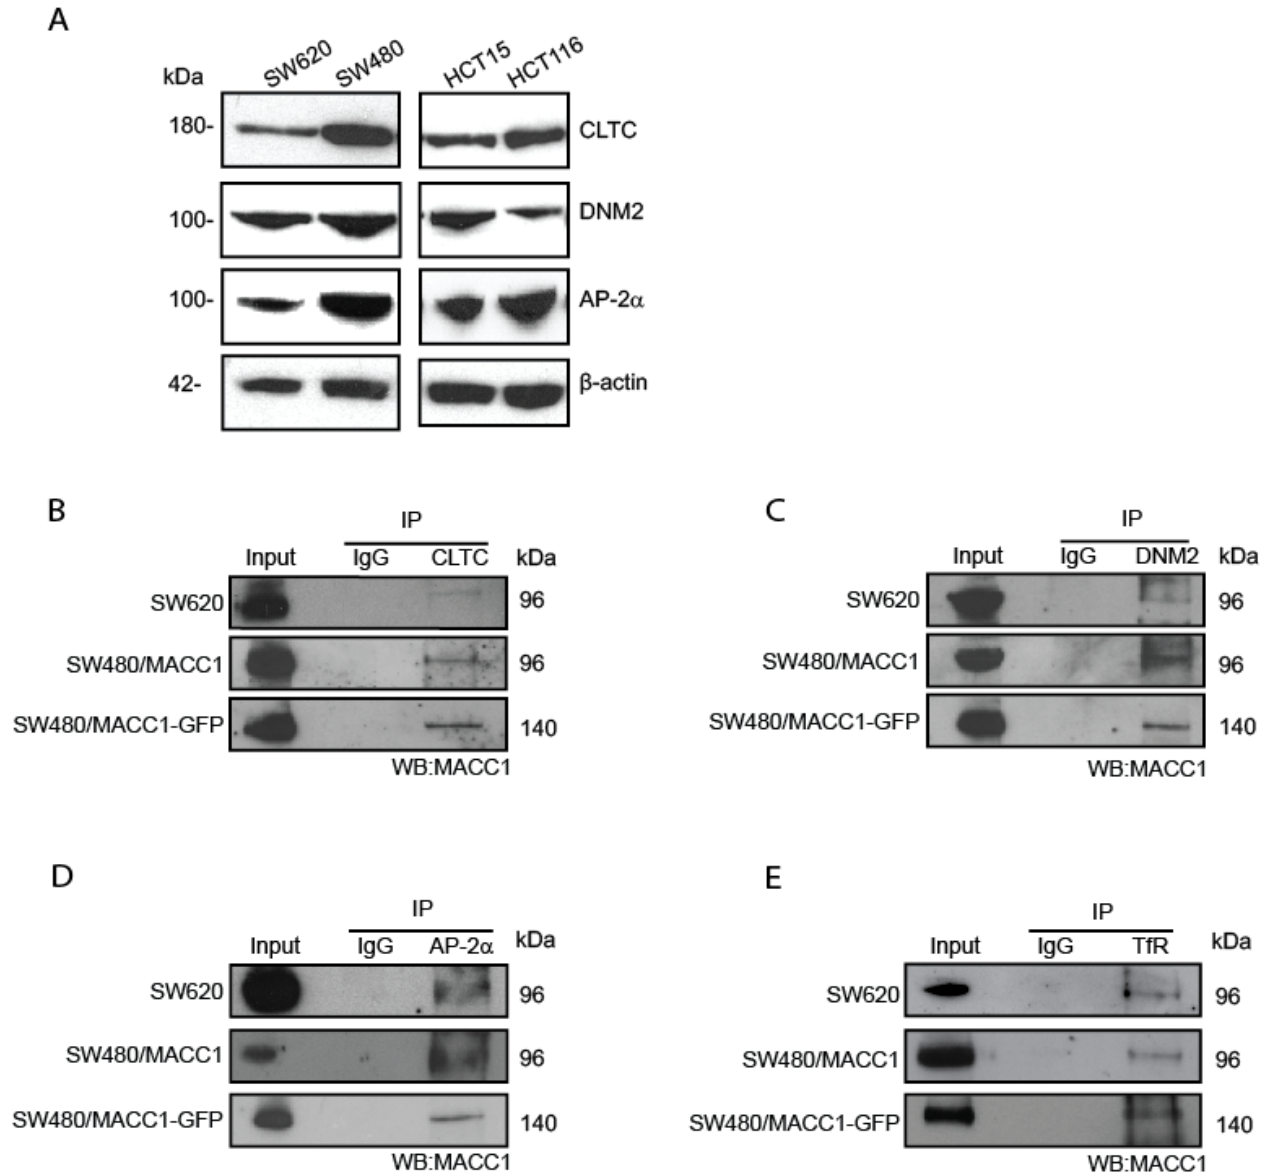 A
kDa SW620 SW480 HCT15 HCT116
180- CLTC
100- DNM2
100- AP-2α
42- β-actin
B
IP
Input IgG CLTC kDa
SW620 96
SW480/MACC1 96
SW480/MACC1-GFP 140
WB:MACC1
C
IP
Input IgG DNM2 kDa
SW620 96
SW480/MACC1 96
SW480/MACC1-GFP 140
WB:MACC1
D
IP
Input IgG AP-2α kDa
SW620 96
SW480/MACC1 96
SW480/MACC1-GFP 140
WB:MACC1
E
IP
Input IgG TfR kDa
SW620 96
SW480/MACC1 96
SW480/MACC1-GFP 140
WB:MACC1